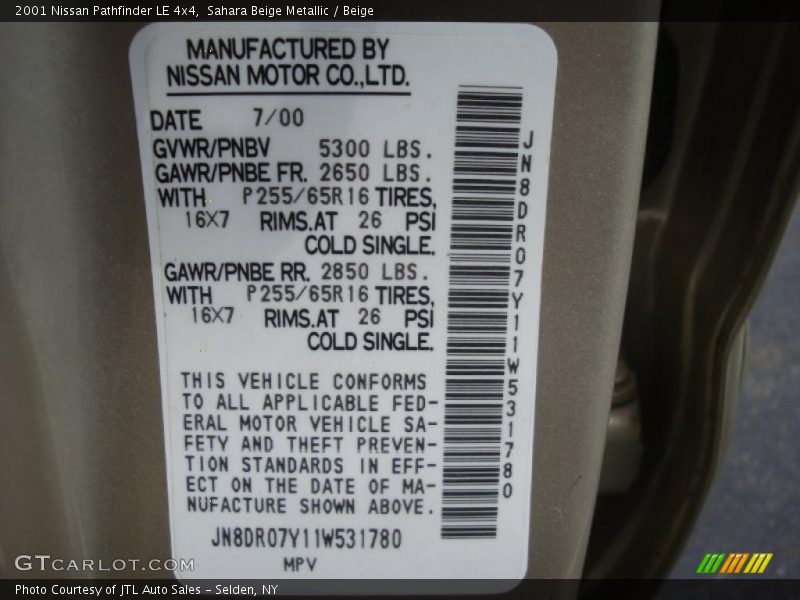 2001 Nissan Pathfinder LE 4x4,  Sahara Beige Metallic / Beige
MANUFACTURED BY
NISSAN MOTOR CO.,LTD.
DATE 7/00
GVWR/PNBV 5300 LBS.
GAWR/PNBE FR. 2650 LBS.
WITH P255/65R16 TIRES,
16X7 RIMS.AT 26 PSI
COLD SINGLE.
GAWR/PNBE RR. 2850 LBS.
WITH P255/65R16 TIRES,
16X7 RIMS.AT 26 PSI
COLD SINGLE.
THIS VEHICLE CONFORMS
TO ALL APPLICABLE FED-
ERAL MOTOR VEHICLE SA-
FETY AND THEFT PREVEN-
TION STANDARDS IN EFF-
ECT ON THE DATE OF MA-
NUFACTURE SHOWN ABOVE.
JN8DR07Y11W531780
MPV
JN8DR07Y11W531780
GTCARLOT.COM
Photo Courtesy of JTL Auto Sales - Selden, NY